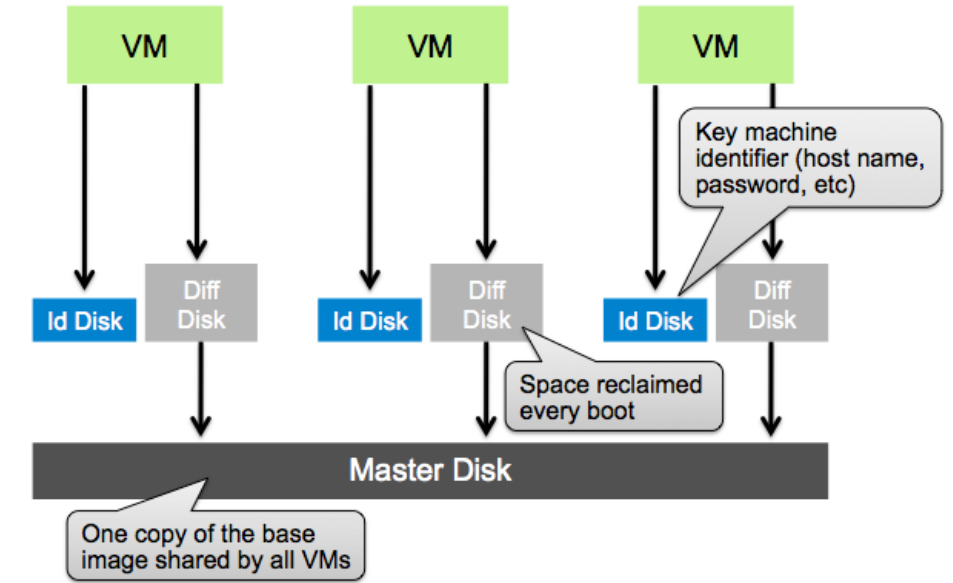 VM
VM
VM
Key machine
identifier (host name,
password, etc)
Id Disk
Diff
Disk
Id Disk
Diff
Disk
Id Disk
Diff
Disk
Space reclaimed
every boot
Master Disk
One copy of the base
image shared by all VMs